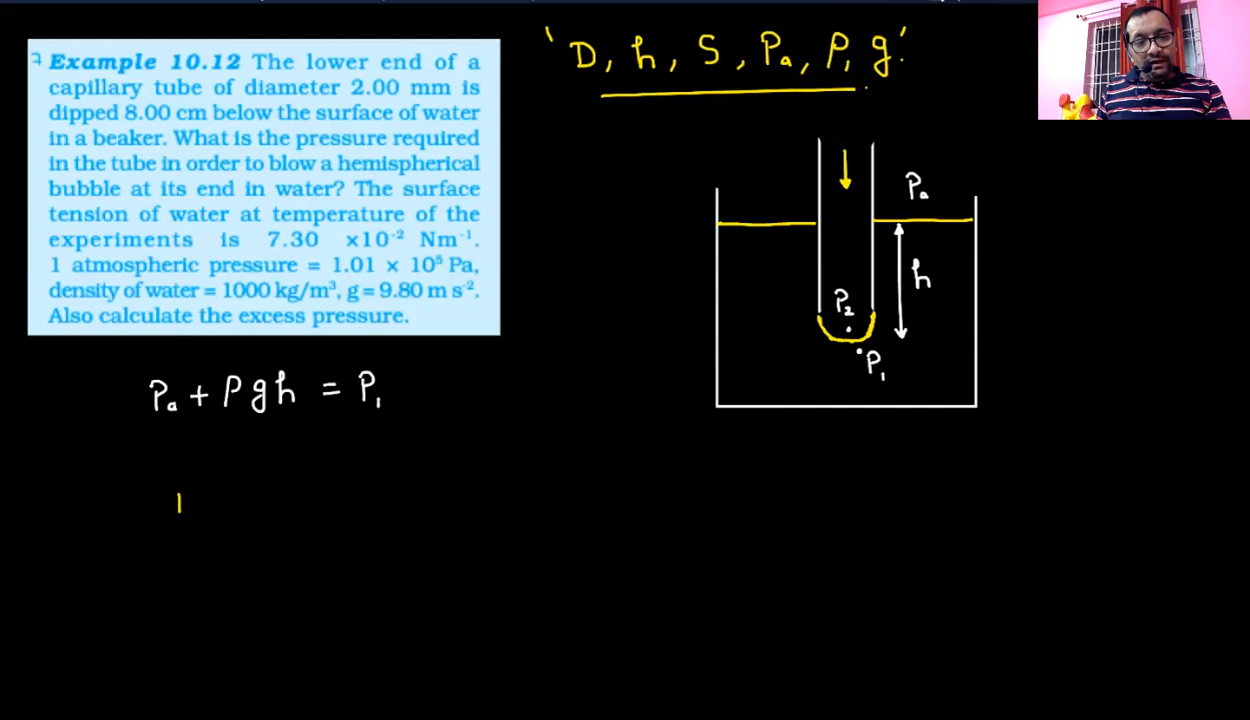 Example 10.12 The lower end of a
capillary tube of diameter 2.00 mm is
dipped 8.00 cm below the surface of water
in a beaker. What is the pressure required
in the tube in order to blow a hemispherical
bubble at its end in water? The surface
tension of water at temperature of the
experiments is 7.30 ×10⁻² Nm⁻¹.
1 atmospheric pressure = 1.01 × 10⁵ Pa,
density of water = 1000 kg/m³, g = 9.80 m s⁻².
Also calculate the excess pressure.
'D, h, S, Pₐ, ρ, g'
Pₐ
h
P₂
P₁
Pₐ + ρgh = P₁